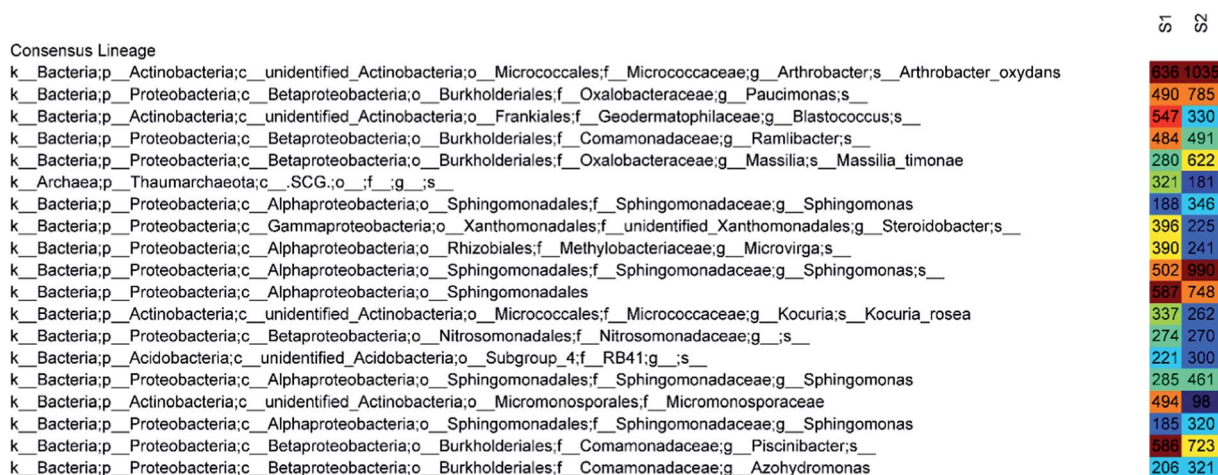 S1 S2
Consensus Lineage
k__Bacteria;p__Actinobacteria;c__unidentified_Actinobacteria;o__Micrococcales;f__Micrococcaceae;g__Arthrobacter;s__Arthrobacter_oxydans 636 1035
k__Bacteria;p__Proteobacteria;c__Betaproteobacteria;o__Burkholderiales;f__Oxalobacteraceae;g__Paucimonas;s__ 490 785
k__Bacteria;p__Actinobacteria;c__unidentified_Actinobacteria;o__Frankiales;f__Geodermatophilaceae;g__Blastococcus;s__ 547 330
k__Bacteria;p__Proteobacteria;c__Betaproteobacteria;o__Burkholderiales;f__Comamonadaceae;g__Ramlibacter;s__ 484 491
k__Bacteria;p__Proteobacteria;c__Betaproteobacteria;o__Burkholderiales;f__Oxalobacteraceae;g__Massilia;s__Massilia_timonae 280 622
k__Archaea;p__Thaumarchaeota;c__.SCG.;o__;f__;g__;s__ 321 181
k__Bacteria;p__Proteobacteria;c__Alphaproteobacteria;o__Sphingomonadales;f__Sphingomonadaceae;g__Sphingomonas 188 346
k__Bacteria;p__Proteobacteria;c__Gammaproteobacteria;o__Xanthomonadales;f__unidentified_Xanthomonadales;g__Steroidobacter;s__ 396 225
k__Bacteria;p__Proteobacteria;c__Alphaproteobacteria;o__Rhizobiales;f__Methylobacteriaceae;g__Microvirga;s__ 390 241
k__Bacteria;p__Proteobacteria;c__Alphaproteobacteria;o__Sphingomonadales;f__Sphingomonadaceae;g__Sphingomonas;s__ 502 990
k__Bacteria;p__Proteobacteria;c__Alphaproteobacteria;o__Sphingomonadales 587 748
k__Bacteria;p__Actinobacteria;c__unidentified_Actinobacteria;o__Micrococcales;f__Micrococcaceae;g__Kocuria;s__Kocuria_rosea 337 262
k__Bacteria;p__Proteobacteria;c__Betaproteobacteria;o__Nitrosomonadales;f__Nitrosomonadaceae;g__;s__ 274 270
k__Bacteria;p__Acidobacteria;c__unidentified_Acidobacteria;o__Subgroup_4;f__RB41;g__;s__ 221 300
k__Bacteria;p__Proteobacteria;c__Alphaproteobacteria;o__Sphingomonadales;f__Sphingomonadaceae;g__Sphingomonas 285 461
k__Bacteria;p__Actinobacteria;c__unidentified_Actinobacteria;o__Micromonosporales;f__Micromonosporaceae 494 98
k__Bacteria;p__Proteobacteria;c__Alphaproteobacteria;o__Sphingomonadales;f__Sphingomonadaceae;g__Sphingomonas 185 320
k__Bacteria;p__Proteobacteria;c__Betaproteobacteria;o__Burkholderiales;f__Comamonadaceae;g__Piscinibacter;s__ 586 723
k__Bacteria;p__Proteobacteria;c__Betaproteobacteria;o__Burkholderiales;f__Comamonadaceae;g__Azohydromonas 206 321